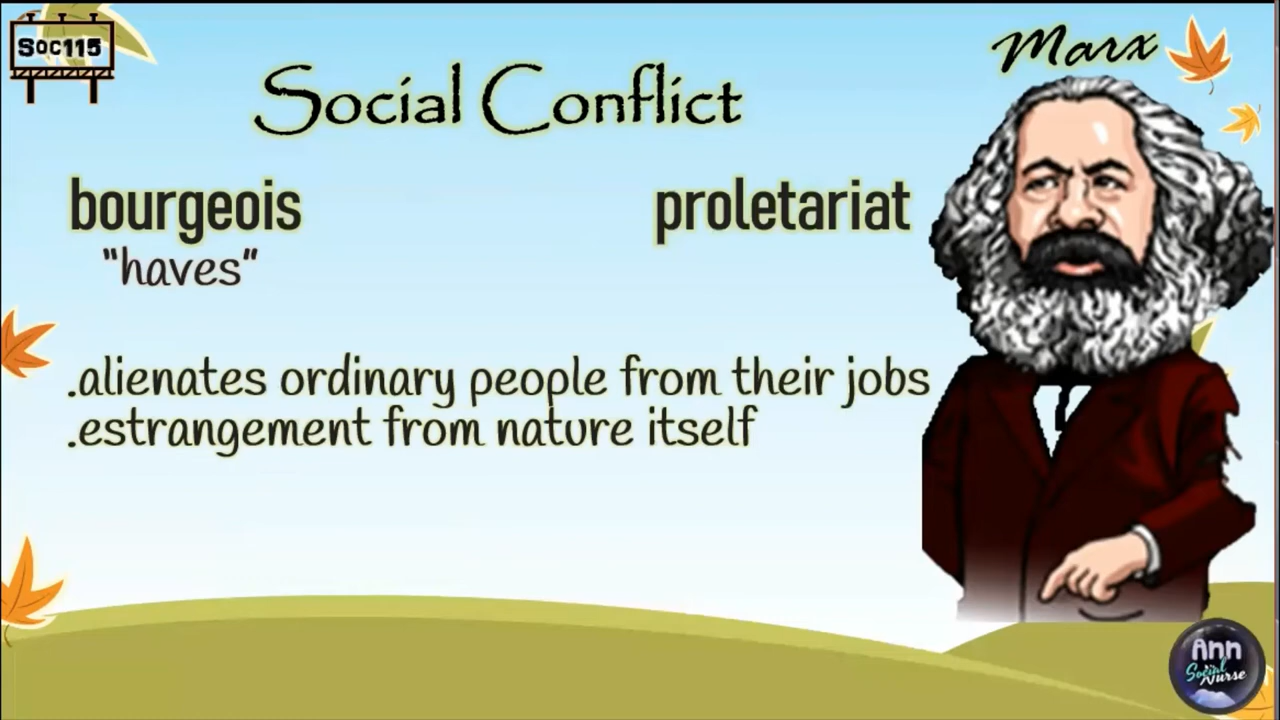 Soc115
Marx
Social Conflict
bourgeois
proletariat
"haves"
.alienates ordinary people from their jobs
.estrangement from nature itself
Ann
Social
Nurse